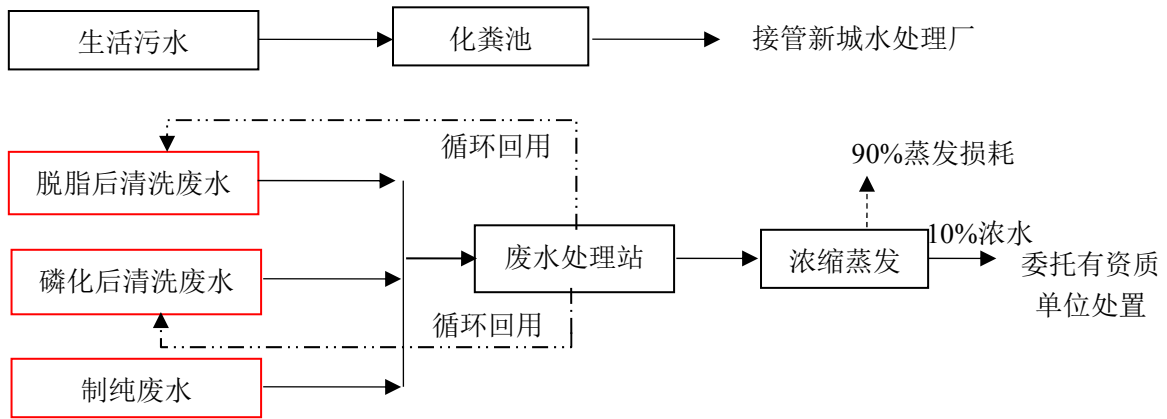 生活污水
化粪池
接管新城水处理厂
循环回用
90%蒸发损耗
脱脂后清洗废水
废水处理站
浓缩蒸发
10%浓水
委托有资质
单位处置
磷化后清洗废水
循环回用
制纯废水